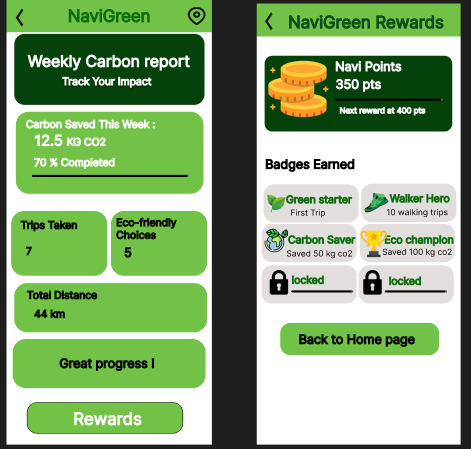 NaviGreen
Weekly Carbon report
Track Your Impact
Carbon Saved This Week :
12.5 KG CO2
70 % Completed
Trips Taken
7
Eco-friendly
Choices
5
Total Distance
44 km
Great progress !
Rewards
NaviGreen Rewards
Navi Points
350 pts
Next reward at 400 pts
Badges Earned
Green starter
First Trip
Walker Hero
10 walking trips
Carbon Saver
Saved 50 kg co2
Eco champion
Saved 100 kg co2
locked
locked
Back to Home page